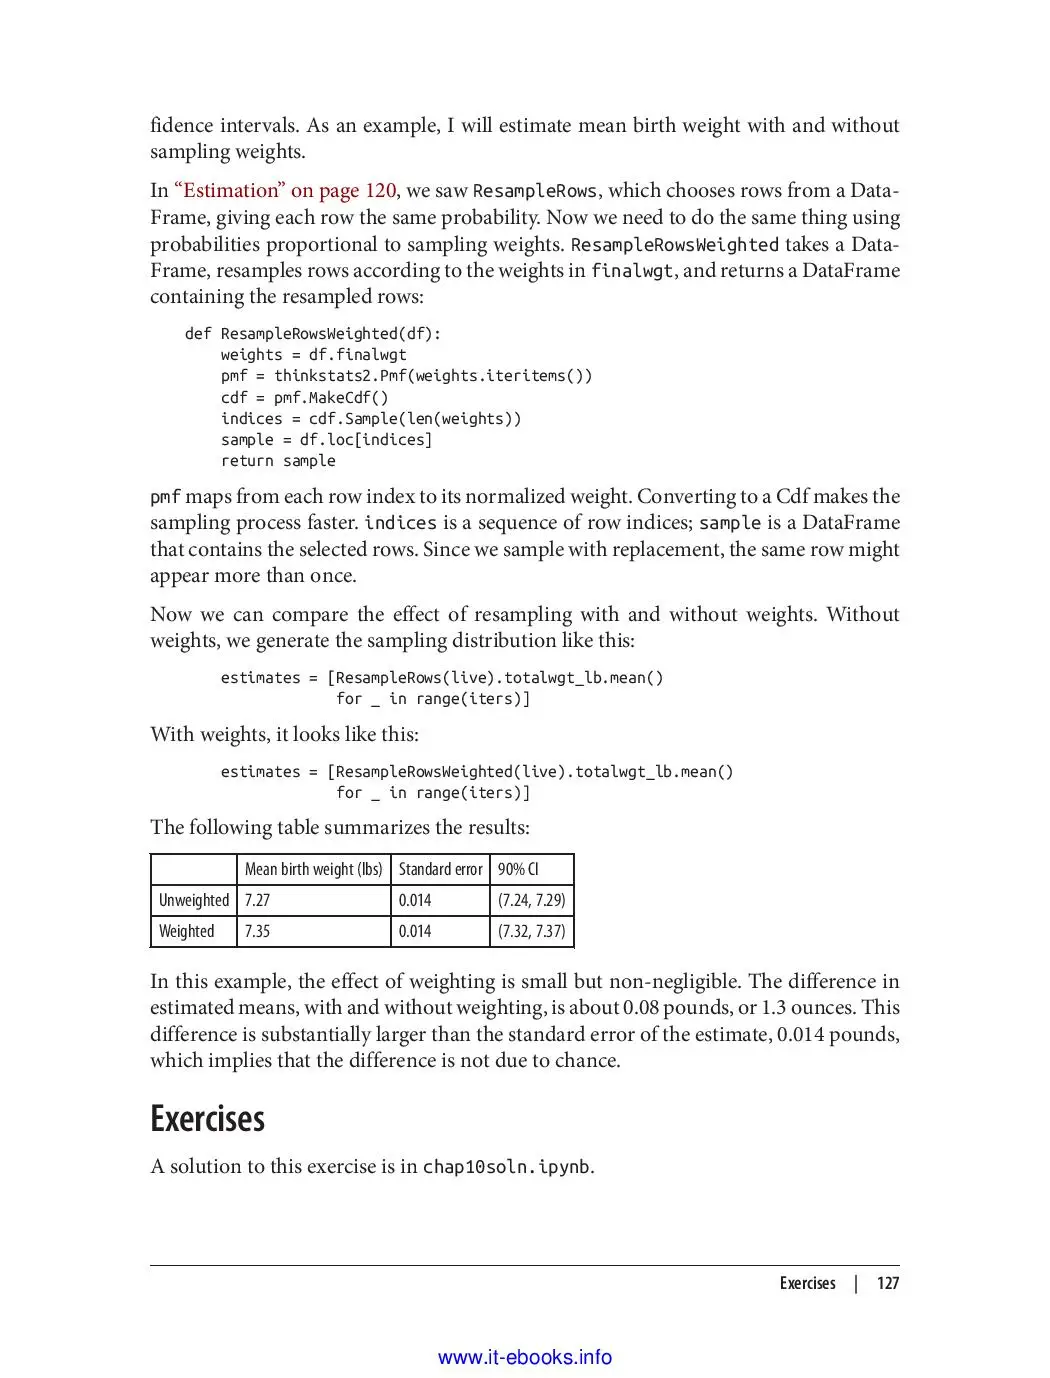 fidence intervals. As an example, I will estimate mean birth weight with and without
sampling weights.
In “Estimation” on page 120, we saw ResampleRows, which chooses rows from a Data-
Frame, giving each row the same probability. Now we need to do the same thing using
probabilities proportional to sampling weights. ResampleRowsWeighted takes a Data-
Frame, resamples rows according to the weights in finalwgt, and returns a DataFrame
containing the resampled rows:
def ResampleRowsWeighted(df):
    weights = df.finalwgt
    pmf = thinkstats2.Pmf(weights.iteritems())
    cdf = pmf.MakeCdf()
    indices = cdf.Sample(len(weights))
    sample = df.loc[indices]
    return sample
pmf maps from each row index to its normalized weight. Converting to a Cdf makes the
sampling process faster. indices is a sequence of row indices; sample is a DataFrame
that contains the selected rows. Since we sample with replacement, the same row might
appear more than once.
Now we can compare the effect of resampling with and without weights. Without
weights, we generate the sampling distribution like this:
estimates = [ResampleRows(live).totalwgt_lb.mean()
             for _ in range(iters)]
With weights, it looks like this:
estimates = [ResampleRowsWeighted(live).totalwgt_lb.mean()
             for _ in range(iters)]
The following table summarizes the results:
Mean birth weight (lbs) Standard error 90% CI
Unweighted 7.27 0.014 (7.24, 7.29)
Weighted 7.35 0.014 (7.32, 7.37)
In this example, the effect of weighting is small but non-negligible. The difference in
estimated means, with and without weighting, is about 0.08 pounds, or 1.3 ounces. This
difference is substantially larger than the standard error of the estimate, 0.014 pounds,
which implies that the difference is not due to chance.
Exercises
A solution to this exercise is in chap10soln.ipynb.
Exercises | 127
www.it-ebooks.info